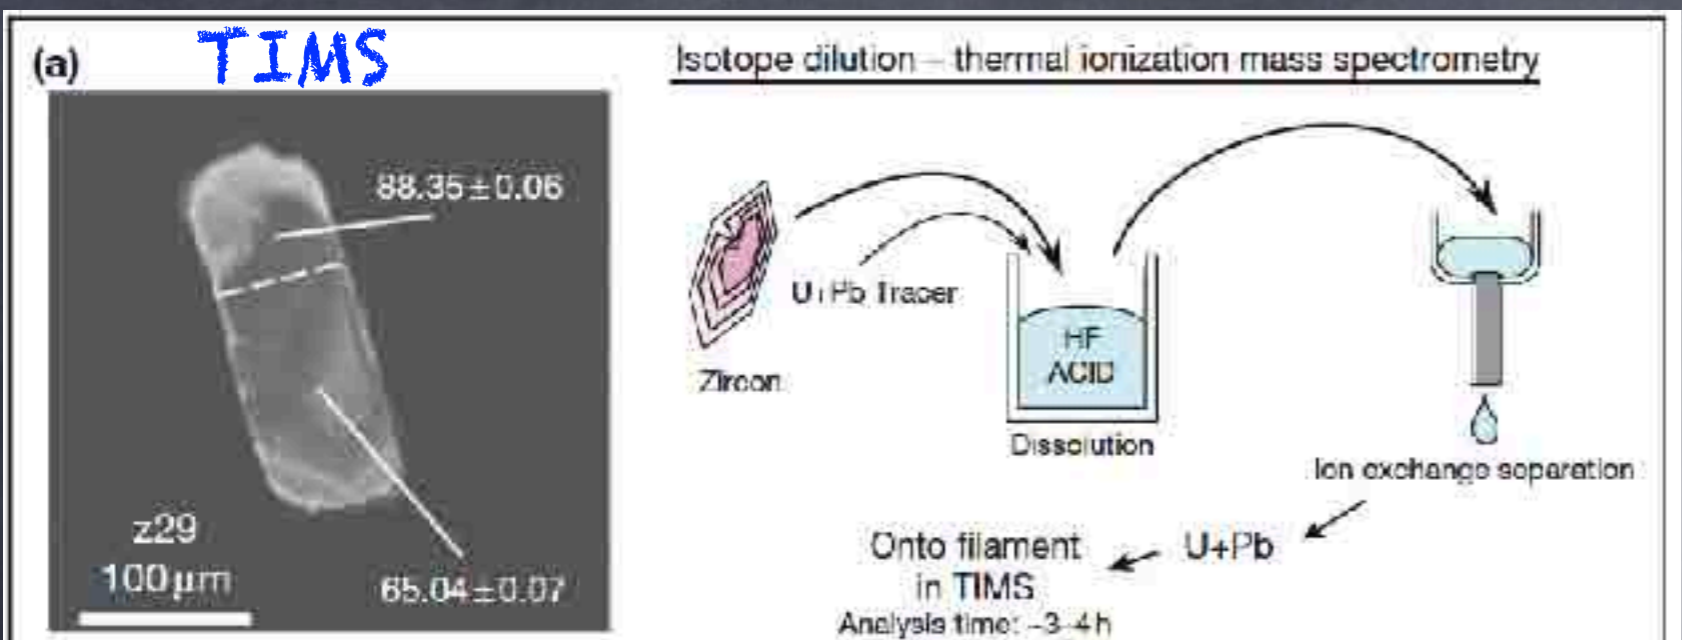 (a) TIMS
Isotope dilution – thermal ionization mass spectrometry
88.35±0.06
U+Pb Tracer
HF
ACID
Zircon
Dissolution
Ion exchange separation
z29
100 μm
65.04±0.07
U+Pb
Onto filament
in TIMS
Analysis time: ~3–4 h